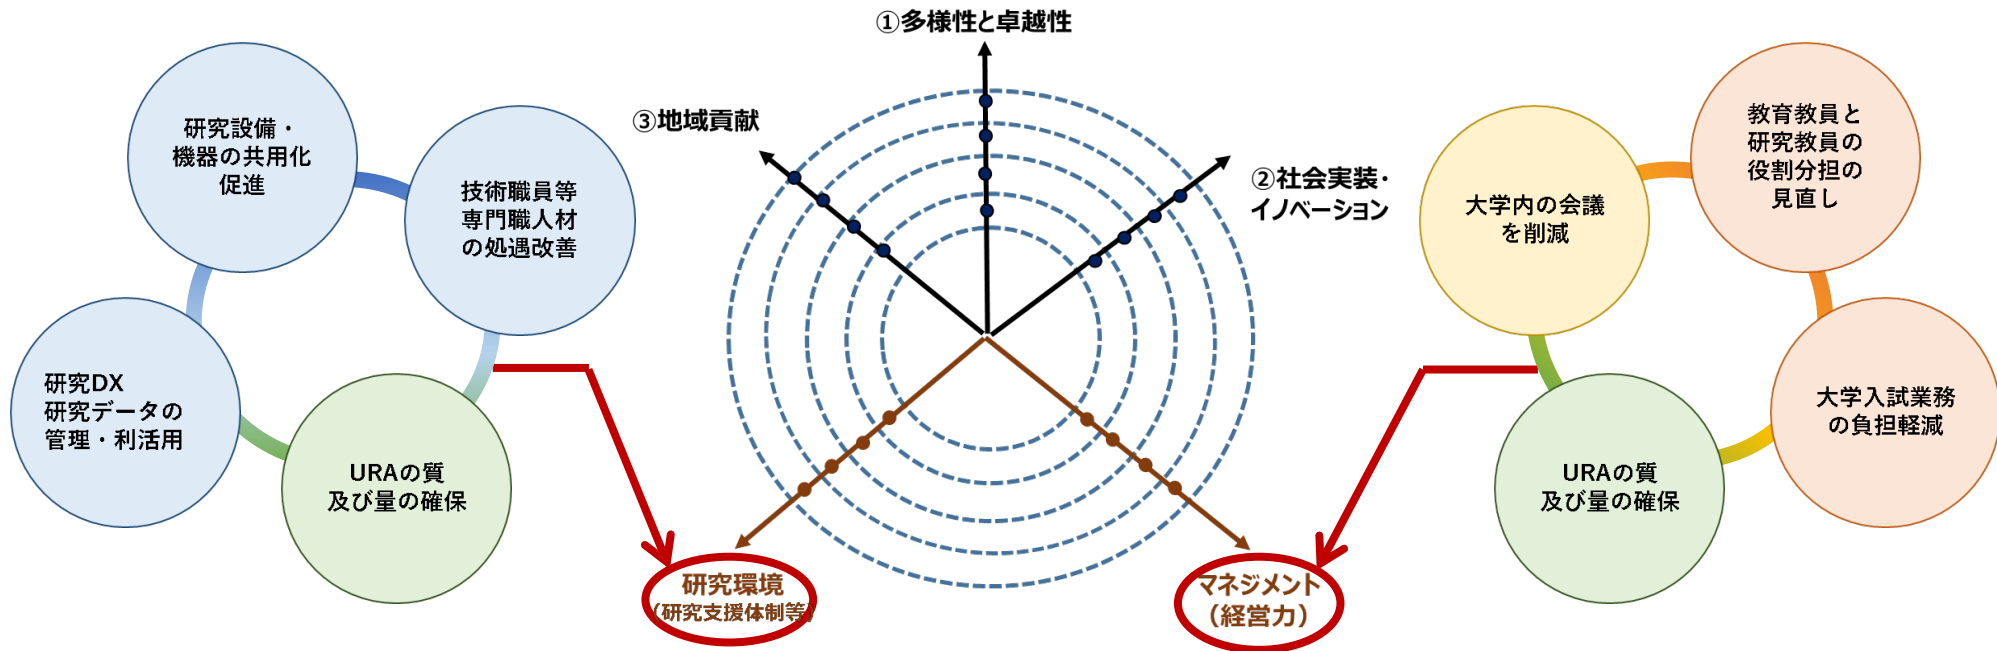 ①多様性と卓越性
③地域貢献
②社会実装・
イノベーション
研究設備・
機器の共用化
促進
技術職員等
専門職人材
の処遇改善
研究DX
研究データの
管理・利活用
URAの質
及び量の確保
研究環境
（研究支援体制等）
教育教員と
研究教員の
役割分担の
見直し
大学内の会議
を削減
大学入試業務
の負担軽減
URAの質
及び量の確保
マネジメント
（経営力）